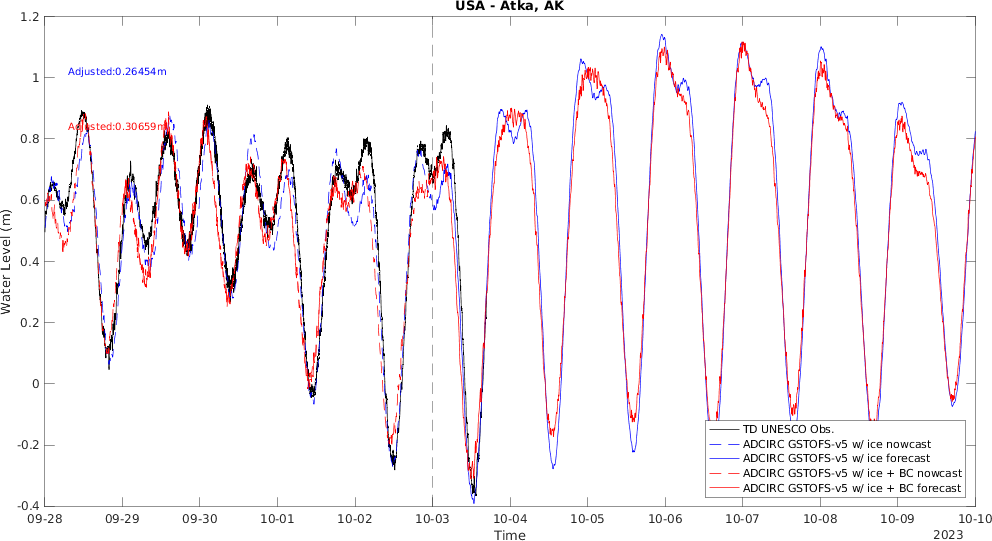 USA - Atka, AK
1.2
1
0.8
0.6
0.4
0.2
0
-0.2
-0.4
Water Level (m)
Adjusted:0.26454m
Adjusted:0.30659m
TD UNESCO Obs.
ADCIRC GSTOFS-v5 w/ ice nowcast
ADCIRC GSTOFS-v5 w/ ice forecast
ADCIRC GSTOFS-v5 w/ ice + BC nowcast
ADCIRC GSTOFS-v5 w/ ice + BC forecast
09-28 09-29 09-30 10-01 10-02 10-03 10-04 10-05 10-06 10-07 10-08 10-09 10-10
Time
2023